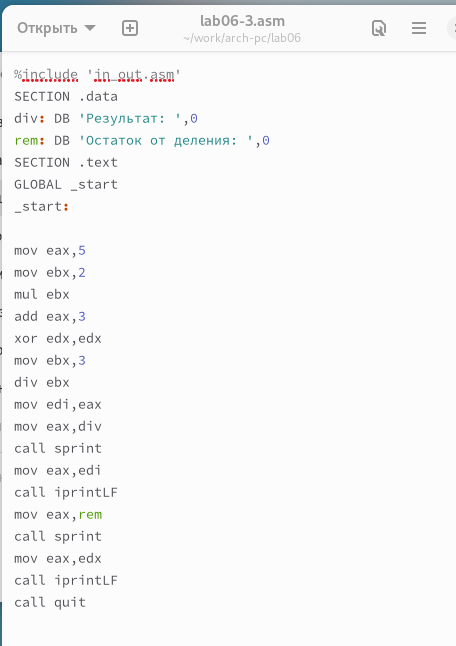 Открыть
lab06-3.asm
~/work/arch-pc/lab06
%include 'in_out.asm'
SECTION .data
div: DB 'Результат: ',0
rem: DB 'Остаток от деления: ',0
SECTION .text
GLOBAL _start
_start:
mov eax,5
mov ebx,2
mul ebx
add eax,3
xor edx,edx
mov ebx,3
div ebx
mov edi,eax
mov eax,div
call sprint
mov eax,edi
call iprintLF
mov eax,rem
call sprint
mov eax,edx
call iprintLF
call quit